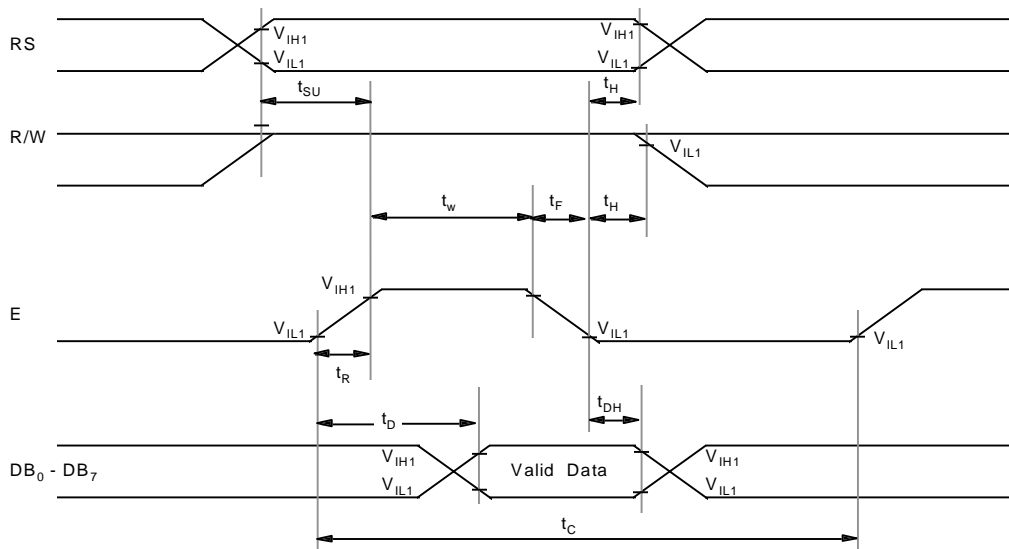 RS
V_IH1
V_IH1
V_IL1
V_IL1
t_SU
t_H
R/W
V_IL1
t_w
t_F
t_H
V_IH1
E
V_IL1
V_IL1
V_IL1
t_R
t_D
t_DH
DB_0 - DB_7
V_IH1
Valid Data
V_IH1
V_IL1
V_IL1
t_C